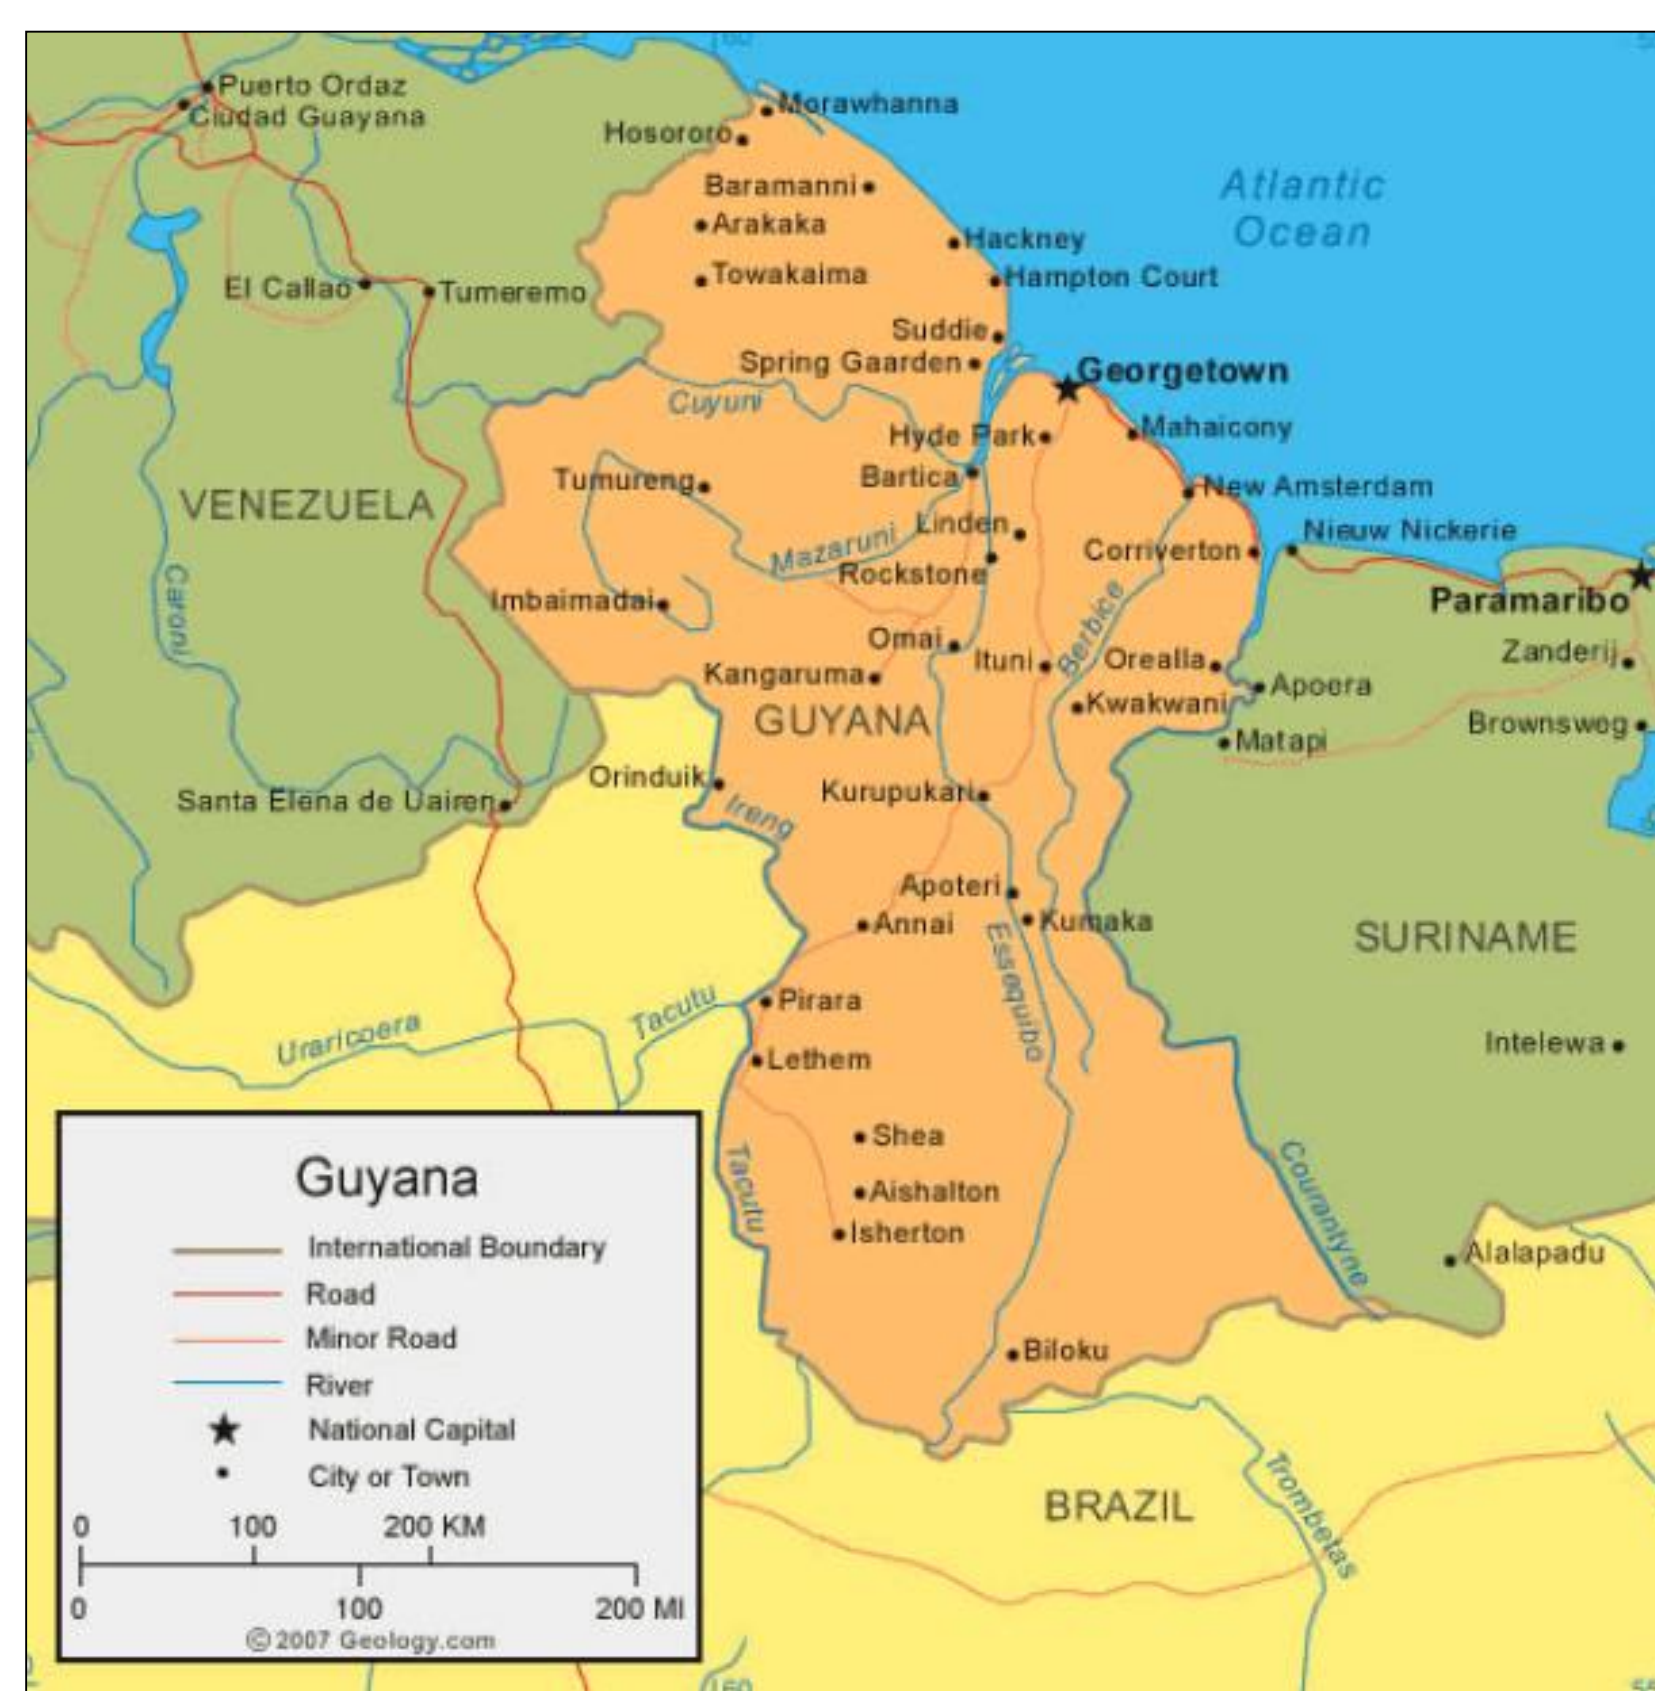 60
Puerto Ordaz
Ciudad Guayana
Morawhanna
Hosororo
Baramanni
Arakaka
Atlantic
Ocean
Hackney
Towakaima
Hampton Court
El Callao
Tumeremo
Suddie
Spring Gaarden
Georgetown
Cuyuni
Hyde Park
Mahaicony
Tumureng
Bartica
New Amsterdam
VENEZUELA
Linden
Nieuw Nickerie
Mazaruni
Corriverton
Rockstone
Caroni
Imbaimadai
Berbice
Paramaribo
Omai
Ituni
Orealla
Zanderij
Kangaruma
Apoera
Kwakwani
GUYANA
Brownsweg
Matapi
Orinduik
Santa Elena de Uairen
Kurupukari
Ireng
Apoteri
Annai
Kumaka
SURINAME
Essequibo
Pirara
Tacutu
Uraricoera
Intelewa
Lethem
Shea
Tacutu
Aishalton
Courantyne
Isherton
Alalapadu
Biloku
BRAZIL
Trombetas
Guyana
International Boundary
Road
Minor Road
River
National Capital
City or Town
0 100 200 KM
0 100 200 MI
© 2007 Geology.com
60